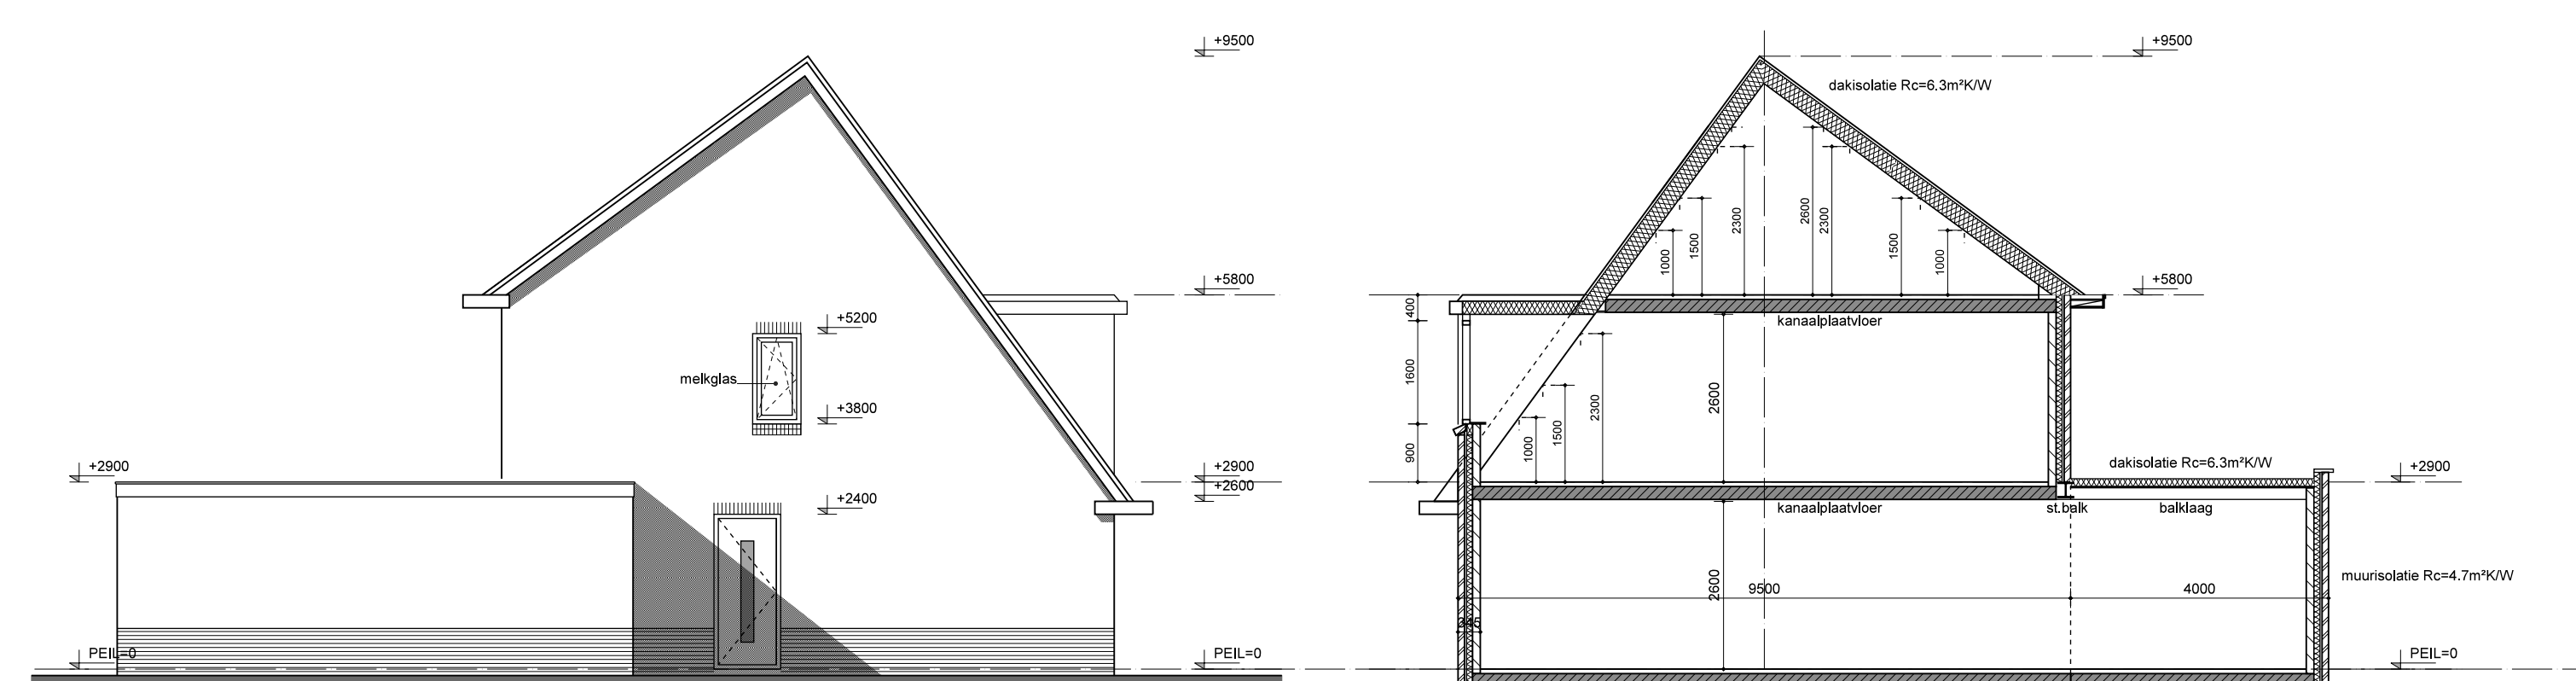 +9500
+5800
+5200
melkglas
+3800
+2900
+2900
+2600
+2400
PEIL=0
PEIL=0
+9500
dakisolatie Rc=6.3m²K/W
2600
2300
2300
1500
1500
1000
1000
+5800
400
kanaalplaatvloer
1600
2600
2300
1500
1000
900
dakisolatie Rc=6.3m²K/W
+2900
kanaalplaatvloer
st.balk
balklaag
muurisolatie Rc=4.7m²K/W
2600
9500
4000
345
PEIL=0